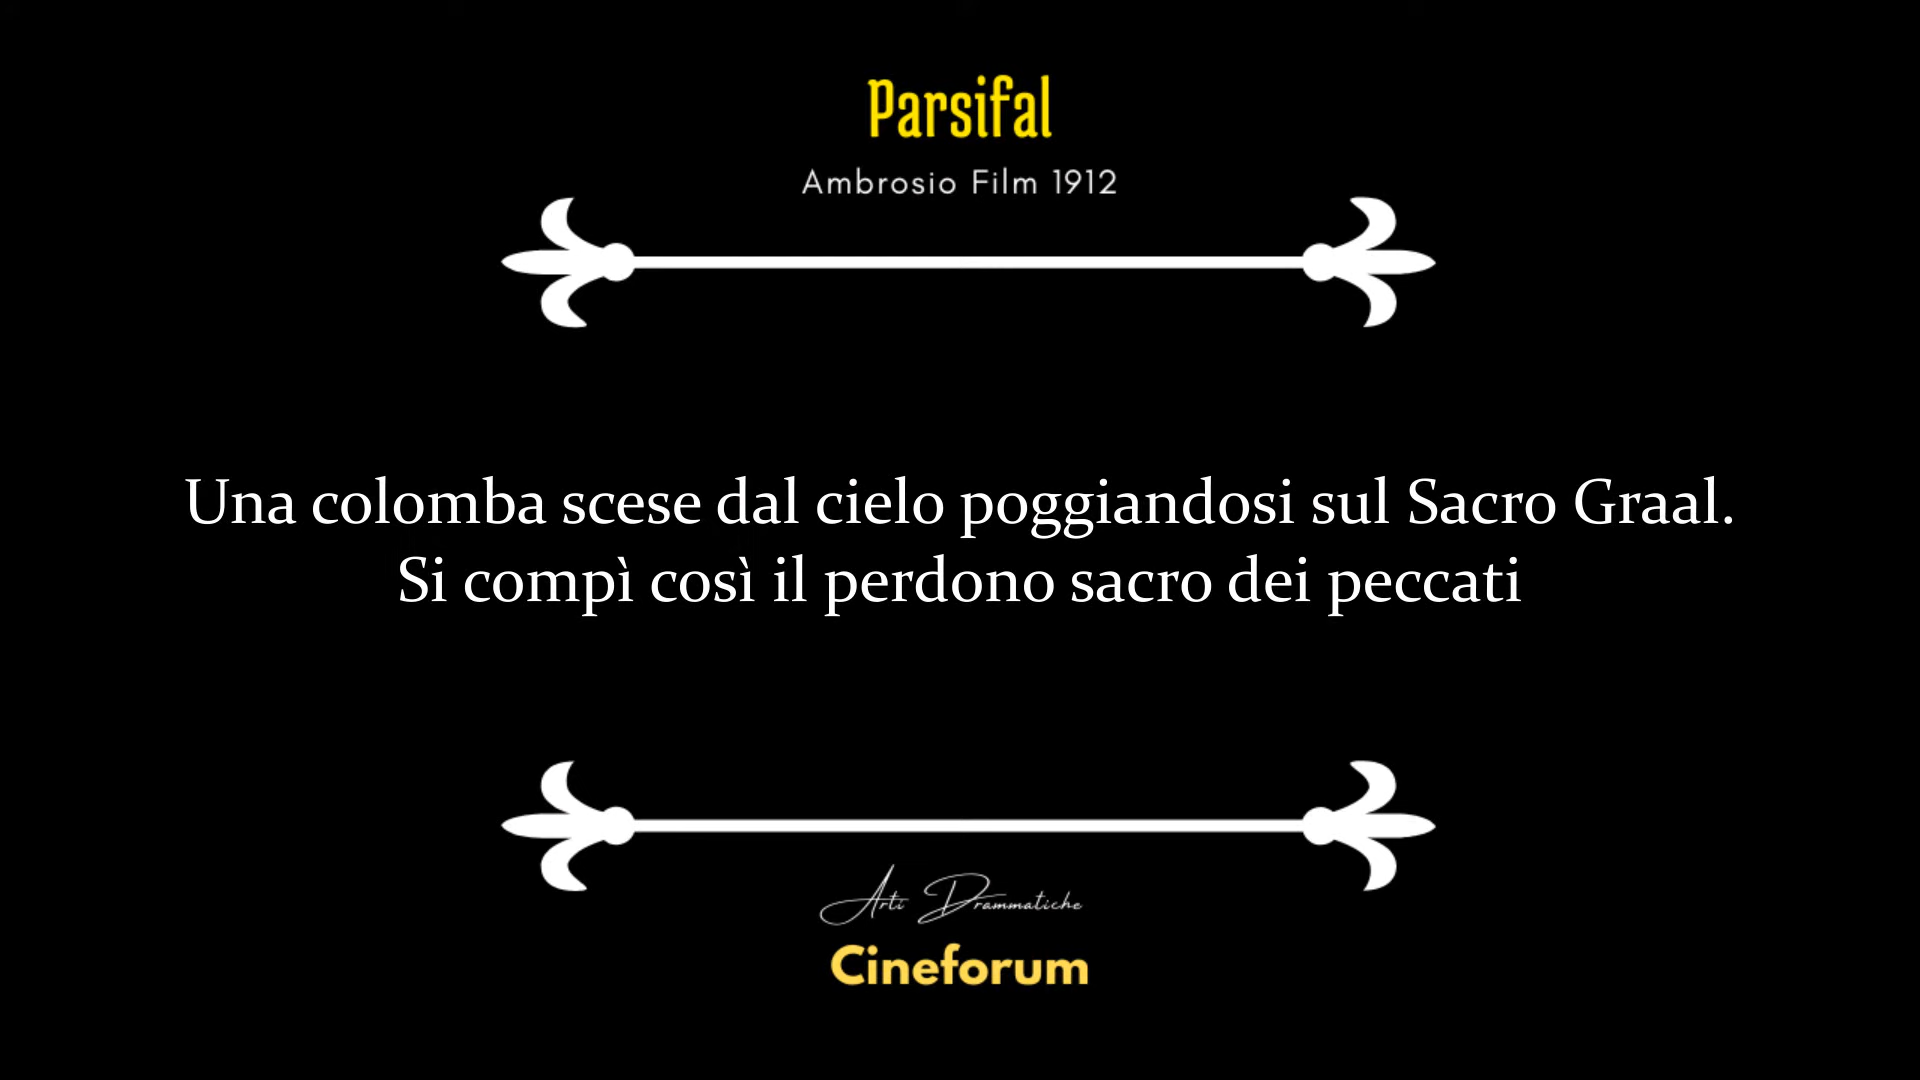 Parsifal
Ambrosio Film 1912
Una colomba scese dal cielo poggiandosi sul Sacro Graal.
Si compì così il perdono sacro dei peccati
Arti Drammatiche
Cineforum